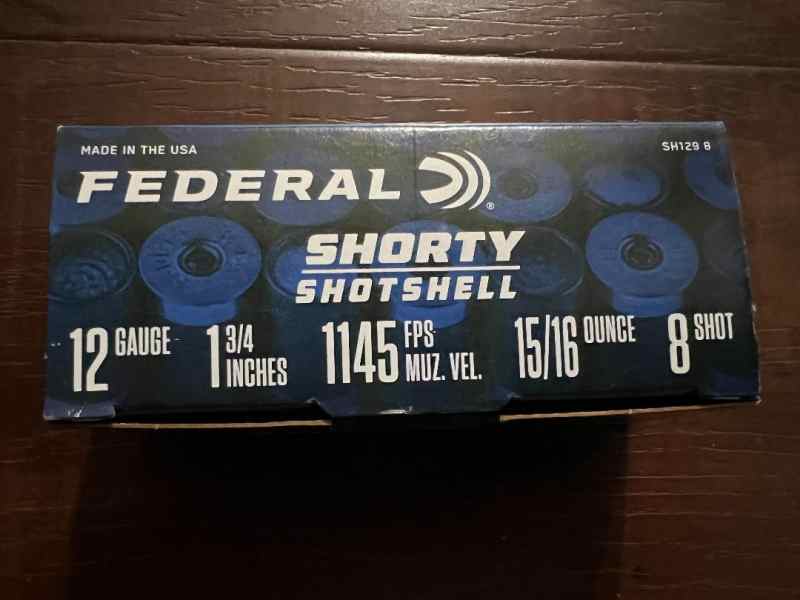 MADE IN THE USA
SH129 8
FEDERAL ®
SHORTY
SHOTSHELL
12 GAUGE 1 3/4 INCHES 1145 FPS MUZ. VEL. 15/16 OUNCE 8 SHOT